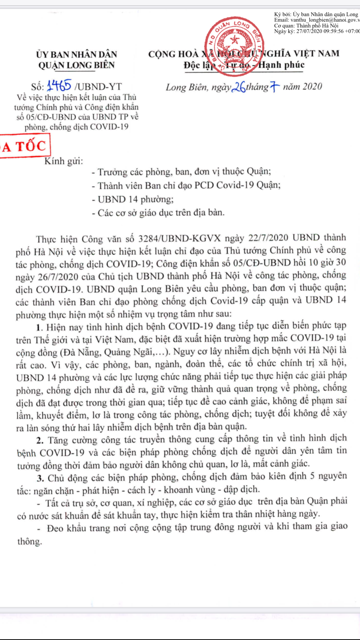 Ký bởi: Ủy ban Nhân dân quận Long
Email: vanthu_longbien@hanoi.gov.v
Cơ quan: Thành phố Hà Nội
Ngày ký: 27/07/2020 09:59:56 +07:00
ỦY BAN NHÂN DÂN
QUẬN LONG BIÊN
CỘNG HOÀ XÃ HỘI CHỦ NGHĨA VIỆT NAM
Độc lập - Tự do - Hạnh phúc
Số: 1465 /UBND-YT
Long Biên, ngày 26 tháng 7 năm 2020
Về việc thực hiện kết luận của Thủ
tướng Chính phủ và Công điện khẩn
số 05/CĐ-UBND của UBND TP về
phòng, chống dịch COVID-19
A TỐC
Kính gửi:
- Trưởng các phòng, ban, đơn vị thuộc Quận;
- Thành viên Ban chỉ đạo PCD Covid-19 Quận;
- UBND 14 phường;
- Các cơ sở giáo dục trên địa bàn.
Thực hiện Công văn số 3284/UBND-KGVX ngày 22/7/2020 UBND thành
phố Hà Nội về việc thực hiện kết luận chỉ đạo của Thủ tướng Chính phủ về công
tác phòng, chống dịch COVID-19; Công điện khẩn số 05/CĐ-UBND hồi 10 giờ 30
ngày 26/7/2020 của Chủ tịch UBND thành phố Hà Nội về công tác phòng, chống
dịch COVID-19. UBND quận Long Biên yêu cầu phòng, ban đơn vị thuộc quận;
các thành viên Ban chỉ đạo phòng chống dịch Covid-19 cấp quận và UBND 14
phường thực hiện một số nhiệm vụ trọng tâm như sau:
1. Hiện nay tình hình dịch bệnh COVID-19 đang tiếp tục diễn biến phức tạp
trên Thế giới và tại Việt Nam, đặc biệt đã xuất hiện trường hợp mắc COVID-19 tại
cộng đồng (Đà Nẵng, Quảng Ngãi,…). Nguy cơ lây nhiễm dịch bệnh với Hà Nội là
rất cao. Vì vậy, các phòng, ban, ngành, đoàn thể, các tổ chức chính trị xã hội,
UBND 14 phường và các lực lượng chức năng phải tiếp tục thực hiện các giải pháp
phòng, chống dịch như đã đề ra, giữ vững thành quả quan trọng về phòng, chống
dịch đã đạt được trong thời gian qua; tiếp tục đề cao cảnh giác, không để phạm sai
lầm, khuyết điểm, lơ là trong công tác phòng, chống dịch; tuyệt đối không để xảy
ra làn sóng thứ hai lây nhiễm dịch bệnh trên địa bàn quận.
2. Tăng cường công tác truyền thông cung cấp thông tin về tình hình dịch
bệnh COVID-19 và các biện pháp phòng chống dịch để người dân yên tâm tin
tưởng đồng thời đảm bảo người dân không chủ quan, lơ là, mất cảnh giác.
3. Chủ động các biện pháp phòng, chống dịch đảm bảo kiên định 5 nguyên
tắc: ngăn chặn - phát hiện - cách ly - khoanh vùng - dập dịch.
- Tất cả trụ sở, cơ quan, xí nghiệp, các cơ sở giáo dục trên địa bàn Quận phải
có nước sát khuẩn để sát khuẩn tay, thực hiện kiểm tra thân nhiệt hàng ngày.
- Đeo khẩu trang nơi công cộng tập trung đông người và khi tham gia giao
thông.